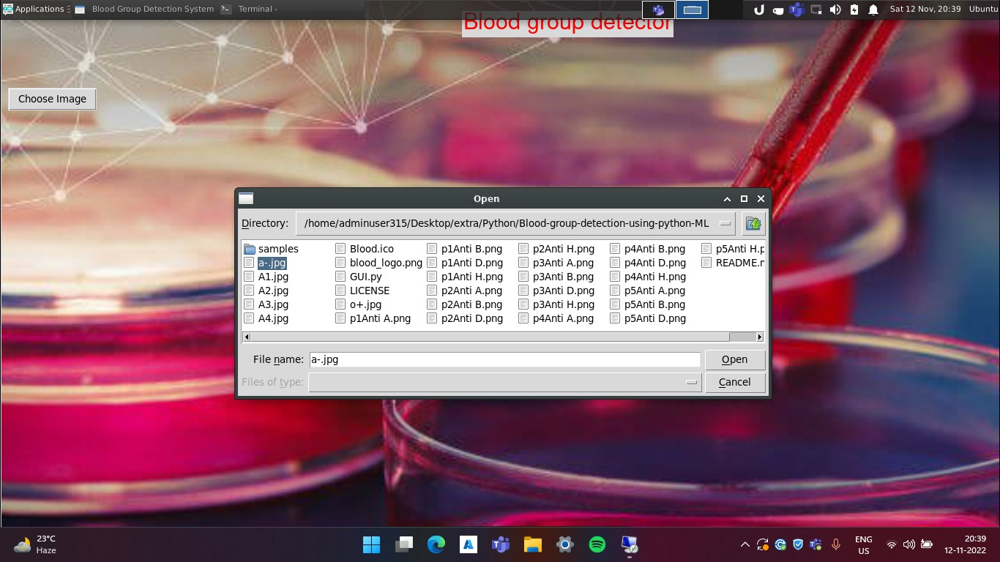 Applications
Blood Group Detection System
Terminal -
Sat 12 Nov, 20:39
Ubuntu
Blood group detector
Choose Image
Open
Directory: /home/adminuser315/Desktop/extra/Python/Blood-group-detection-using-python-ML
samples Blood.ico p1Anti B.png p2Anti H.png p4Anti B.png p5Anti H.p
a-.jpg blood_logo.png p1Anti D.png p3Anti A.png p4Anti D.png README.r
A1.jpg GUI.py p1Anti H.png p3Anti B.png p4Anti H.png
A2.jpg LICENSE p2Anti A.png p3Anti D.png p5Anti A.png
A3.jpg o+.jpg p2Anti B.png p3Anti H.png p5Anti B.png
A4.jpg p1Anti A.png p2Anti D.png p4Anti A.png p5Anti D.png
File name: a-.jpg Open
Files of type: Cancel
23°C
Haze
ENG
US
20:39
12-11-2022